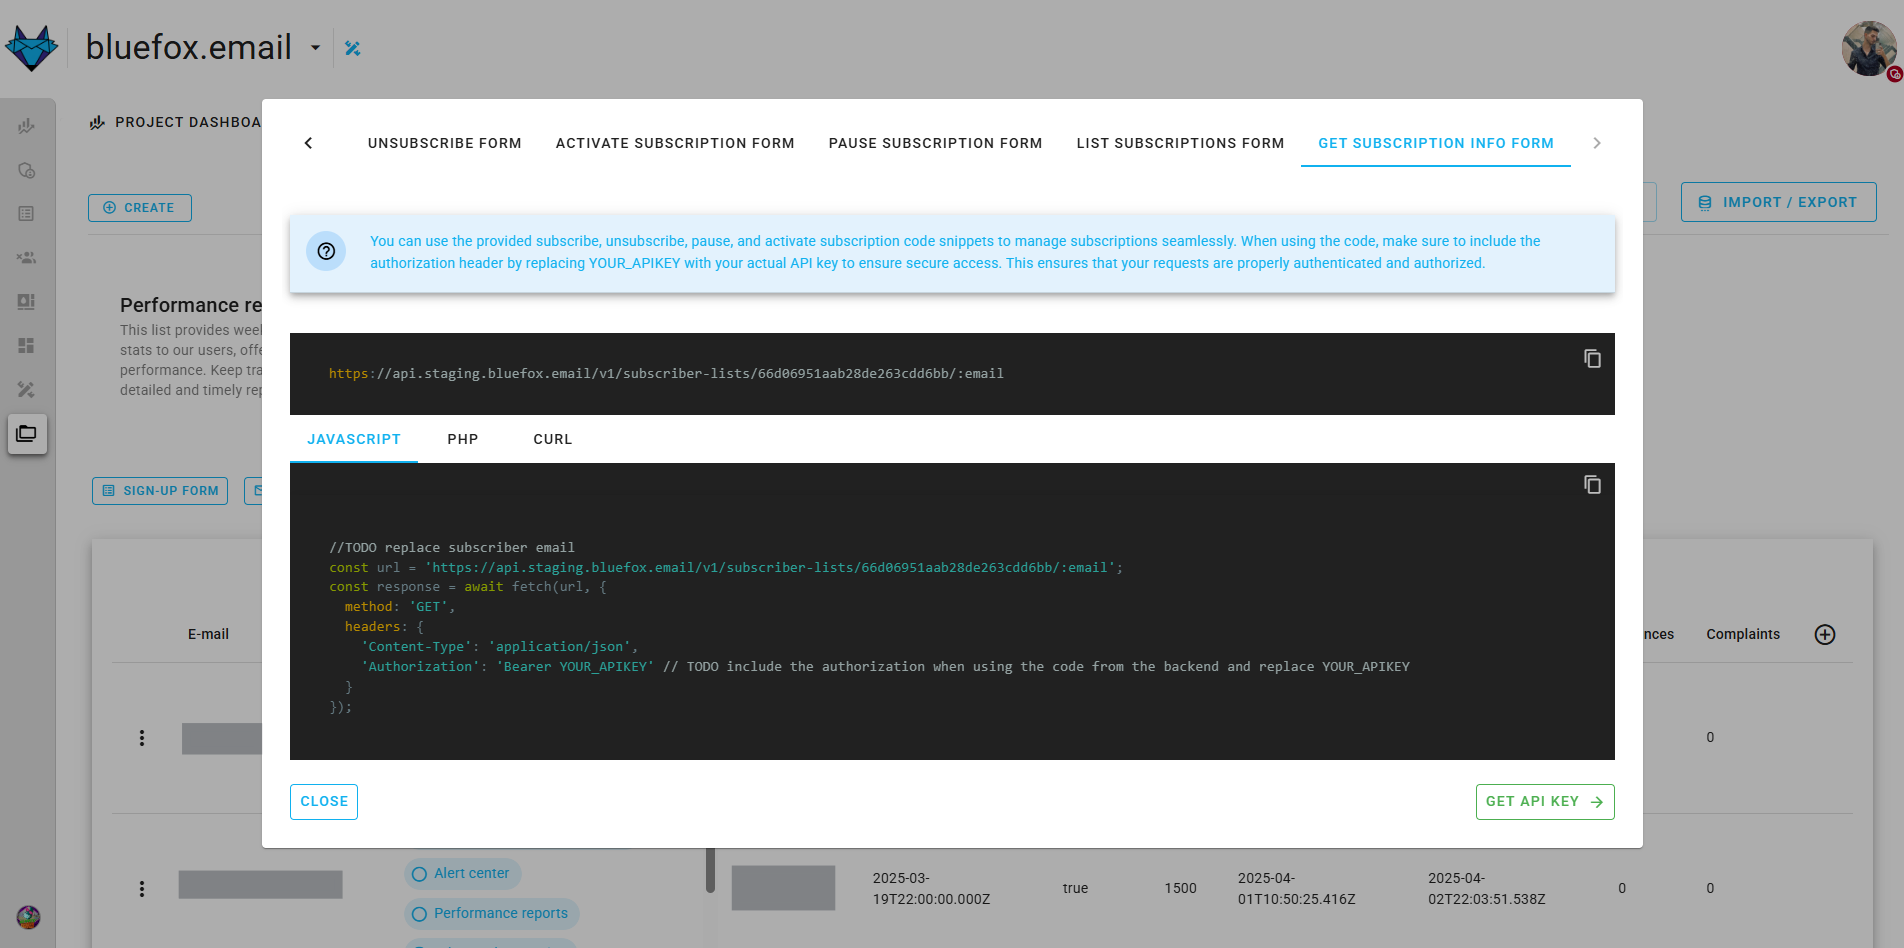 bluefox.email
PROJECT DASHBOA
UNSUBSCRIBE FORM
ACTIVATE SUBSCRIPTION FORM
PAUSE SUBSCRIPTION FORM
LIST SUBSCRIPTIONS FORM
GET SUBSCRIPTION INFO FORM
CREATE
IMPORT / EXPORT
You can use the provided subscribe, unsubscribe, pause, and activate subscription code snippets to manage subscriptions seamlessly. When using the code, make sure to include the
authorization header by replacing YOUR_APIKEY with your actual API key to ensure secure access. This ensures that your requests are properly authenticated and authorized.
Performance re
This list provides weel
stats to our users, offe
performance. Keep tra
detailed and timely rep
https://api.staging.bluefox.email/v1/subscriber-lists/66d06951aab28de263cdd6bb/:email
JAVASCRIPT
PHP
CURL
SIGN-UP FORM
//TODO replace subscriber email
const url = 'https://api.staging.bluefox.email/v1/subscriber-lists/66d06951aab28de263cdd6bb/:email';
const response = await fetch(url, {
method: 'GET',
headers: {
'Content-Type': 'application/json',
'Authorization': 'Bearer YOUR_APIKEY' // TODO include the authorization when using the code from the backend and replace YOUR_APIKEY
}
});
E-mail
nces
Complaints
0
CLOSE
GET API KEY
Alert center
Performance reports
2025-03-
19T22:00:00.000Z
true
1500
2025-04-
01T10:50:25.416Z
2025-04-
02T22:03:51.538Z
0
0